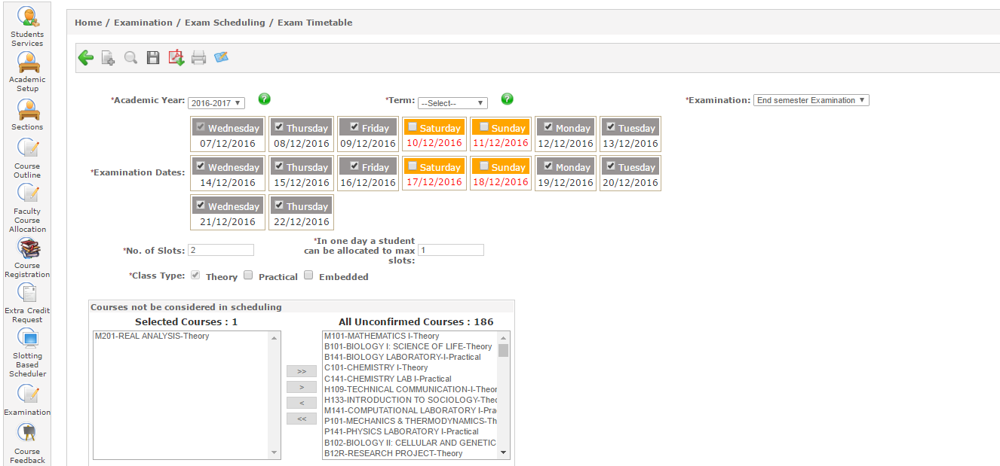 Students
Services
Academic
Setup
Sections
Course
Outline
Faculty
Course
Allocation
Course
Registration
Extra Credit
Request
Slotting
Based
Scheduler
Examination
Course
Feedback
Home / Examination / Exam Scheduling / Exam Timetable
*Academic Year: 2016-2017 *Term: --Select-- *Examination: End semester Examination
Wednesday Thursday Friday Saturday Sunday Monday Tuesday
07/12/2016 08/12/2016 09/12/2016 10/12/2016 11/12/2016 12/12/2016 13/12/2016
*Examination Dates: Wednesday Thursday Friday Saturday Sunday Monday Tuesday
14/12/2016 15/12/2016 16/12/2016 17/12/2016 18/12/2016 19/12/2016 20/12/2016
Wednesday Thursday
21/12/2016 22/12/2016
*No. of Slots: 2
*In one day a student
can be allocated to max
slots: 1
*Class Type: Theory Practical Embedded
Courses not be considered in scheduling
Selected Courses : 1
M201-REAL ANALYSIS-Theory
>>
>
<
<<
All Unconfirmed Courses : 186
M101-MATHEMATICS I-Theory
B101-BIOLOGY I: SCIENCE OF LIFE-Theory
B141-BIOLOGY LABORATORY-I-Practical
C101-CHEMISTRY I-Theory
C141-CHEMISTRY LAB I-Practical
H109-TECHNICAL COMMUNICATION-I-Theor
H133-INTRODUCTION TO SOCIOLOGY-Theo
M141-COMPUTATIONAL LABORATORY I-Pra
P101-MECHANICS & THERMODYNAMICS-Th
P141-PHYSICS LABORATORY I-Practical
B102-BIOLOGY II: CELLULAR AND GENETIC
B12R-RESEARCH PROJECT-Theory